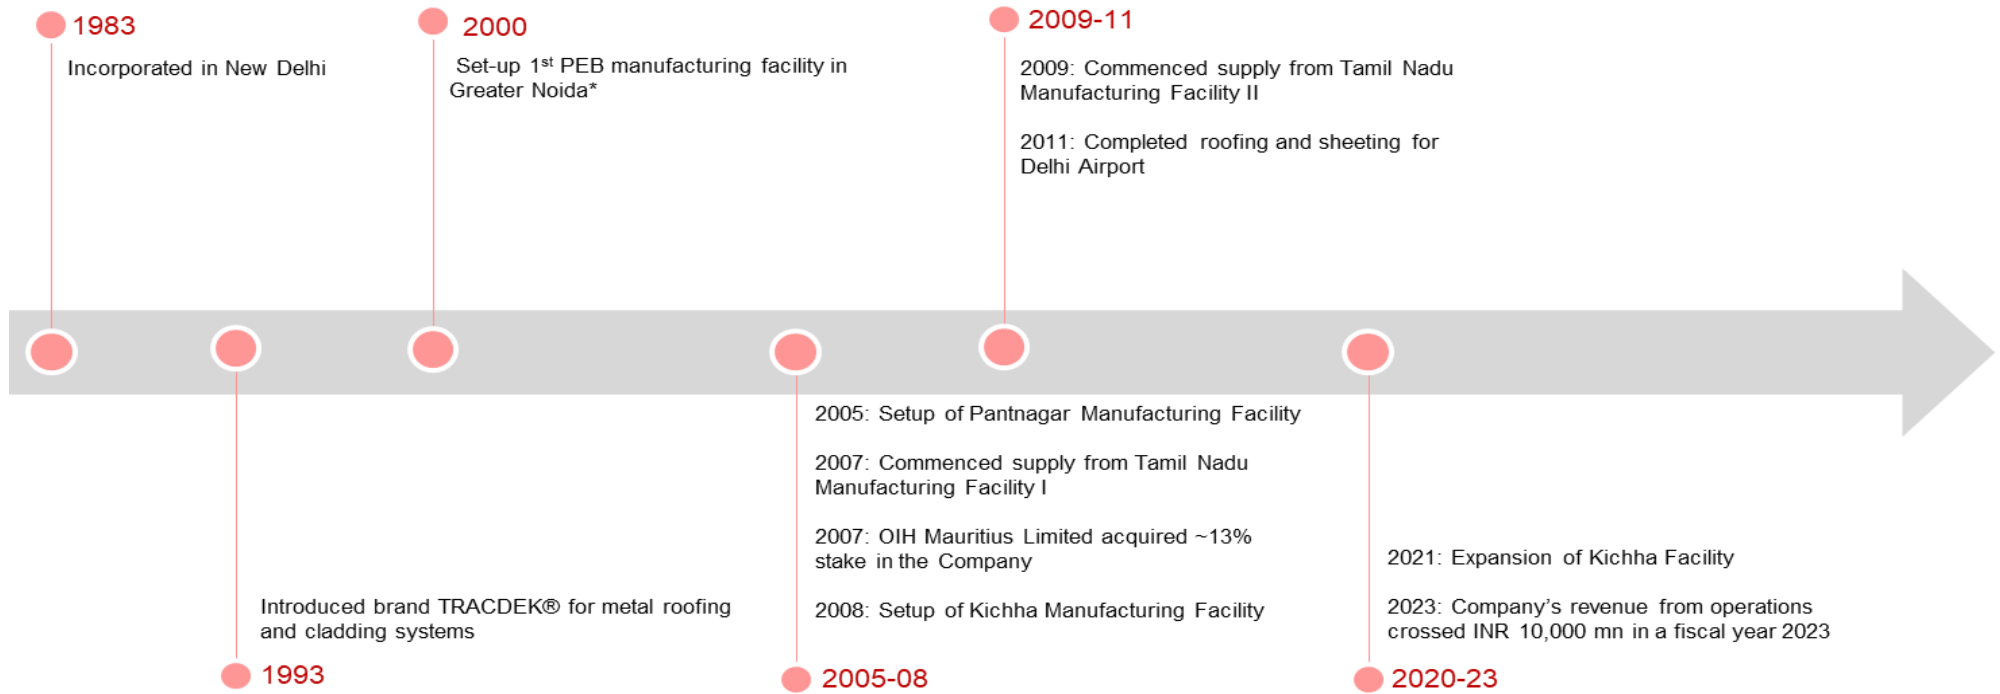 1983
Incorporated in New Delhi
2000
Set-up 1st PEB manufacturing facility in
Greater Noida*
2009-11
2009: Commenced supply from Tamil Nadu
Manufacturing Facility II
2011: Completed roofing and sheeting for
Delhi Airport
Introduced brand TRACDEK® for metal roofing
and cladding systems
1993
2005: Setup of Pantnagar Manufacturing Facility
2007: Commenced supply from Tamil Nadu
Manufacturing Facility I
2007: OIH Mauritius Limited acquired ~13%
stake in the Company
2008: Setup of Kichha Manufacturing Facility
2005-08
2021: Expansion of Kichha Facility
2023: Company’s revenue from operations
crossed INR 10,000 mn in a fiscal year 2023
2020-23